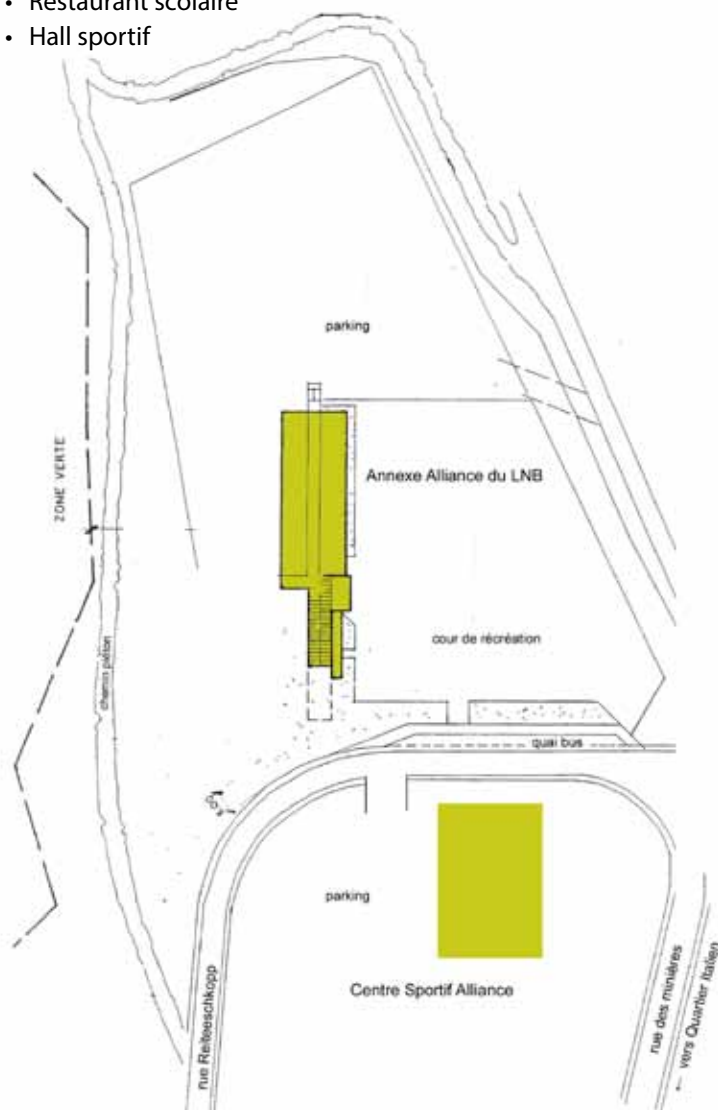 • Restaurant scolaire
• Hall sportif
parking
ZONE VERTE
Annexe Alliance du LNB
cour de récréation
chemin piéton
quai bus
parking
Centre Sportif Alliance
rue Reiteeschkopp
rue des minières
← vers Quartier Italien